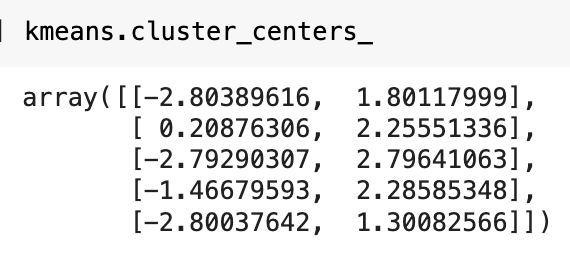 kmeans.cluster_centers_
array([[-2.80389616, 1.80117999],
[ 0.20876306, 2.25551336],
[-2.79290307, 2.79641063],
[-1.46679593, 2.28585348],
[-2.80037642, 1.30082566]])